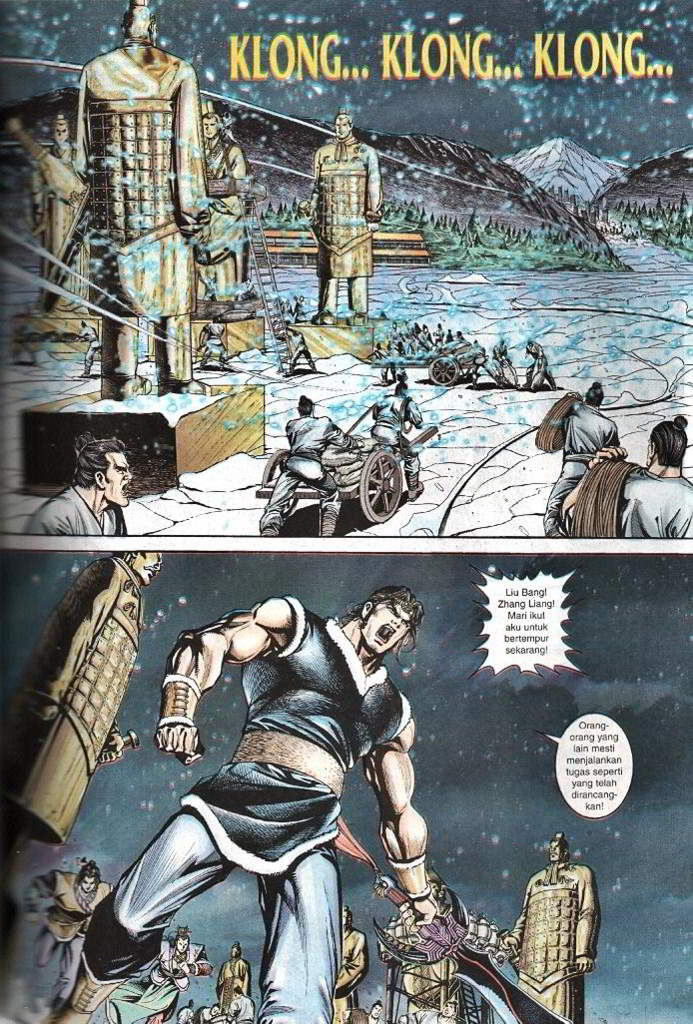 KLONG... KLONG... KLONG...
Liu Bang!
Zhang Liang!
Mari ikut
aku untuk
bertempur
sekarang!
Orang-
orang yang
lain mesti
menjalankan
tugas seperti
yang telah
dirancang-
kan!